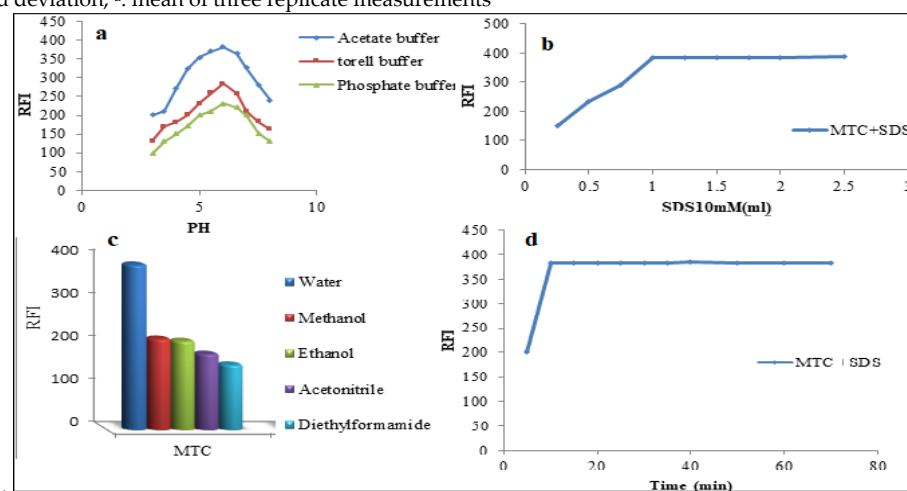 d deviation, a: mean of three replicate measurements
a
RFI
450
400
350
300
250
200
150
100
50
0
0
5
10
PH
Acetate buffer
torell buffer
Phosphate buffer
b
RFI
500
400
300
200
100
0
0
0.5
1
1.5
2
2.5
3
SDS10mM(ml)
MTC+SDS
c
RFI
400
300
200
100
0
MTC
Water
Methanol
Ethanol
Acetonitrile
Diethylformamide
d
RFI
450
400
350
300
250
200
150
100
50
0
0
20
40
60
80
Time (min)
MTC +SDS